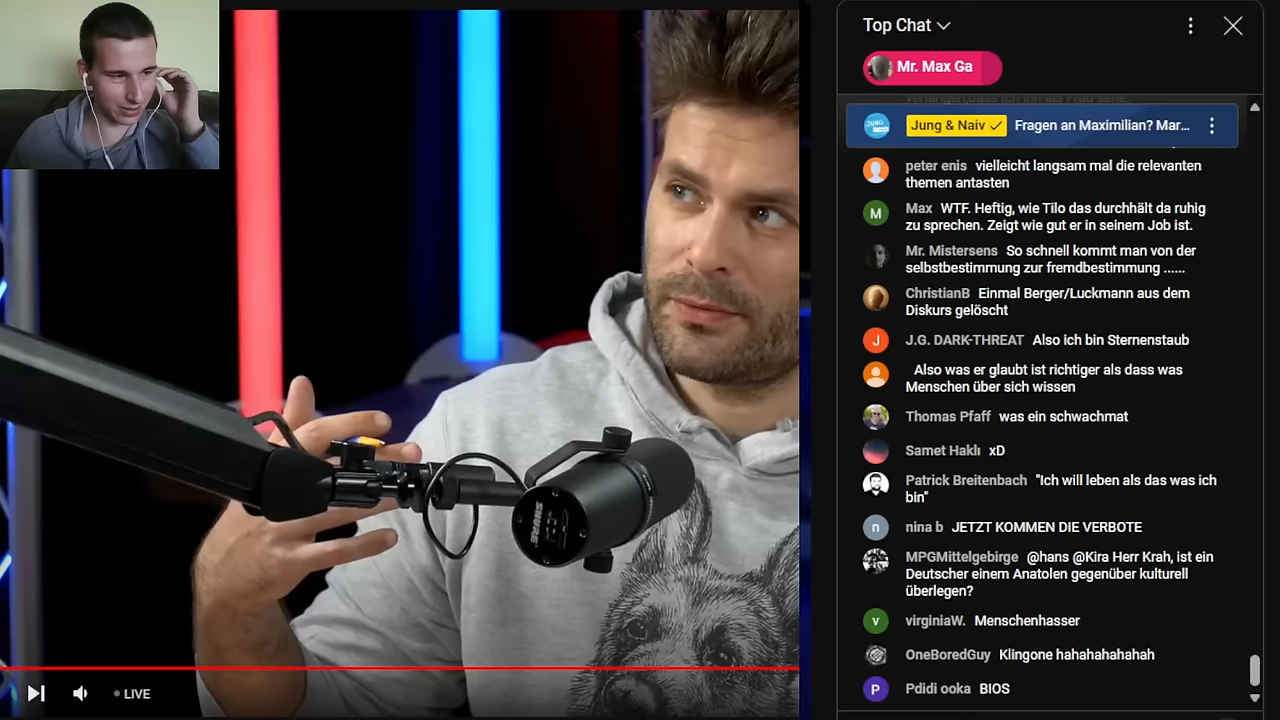 Top Chat
Mr. Max Ga
Jung & Naiv Fragen an Maximilian? Mar...
peter enis vielleicht langsam mal die relevanten
themen antasten
Max WTF. Heftig, wie Tilo das durchhält da ruhig
zu sprechen. Zeigt wie gut er in seinem Job ist.
Mr. Mistersens So schnell kommt man von der
selbstbestimmung zur fremdbestimmung ......
ChristianB Einmal Berger/Luckmann aus dem
Diskurs gelöscht
J.G. DARK-THREAT Also ich bin Sternenstaub
Also was er glaubt ist richtiger als dass was
Menschen über sich wissen
Thomas Pfaff was ein schwachmat
Samet Haklı xD
Patrick Breitenbach "Ich will leben als das was ich
bin"
nina b JETZT KOMMEN DIE VERBOTE
MPGMittelgebirge @hans @Kira Herr Krah, ist ein
Deutscher einem Anatolen gegenüber kulturell
überlegen?
virginiaW. Menschenhasser
OneBoredGuy Klingone hahahahahahah
Pdidi ooka BIOS
SHURE
LIVE